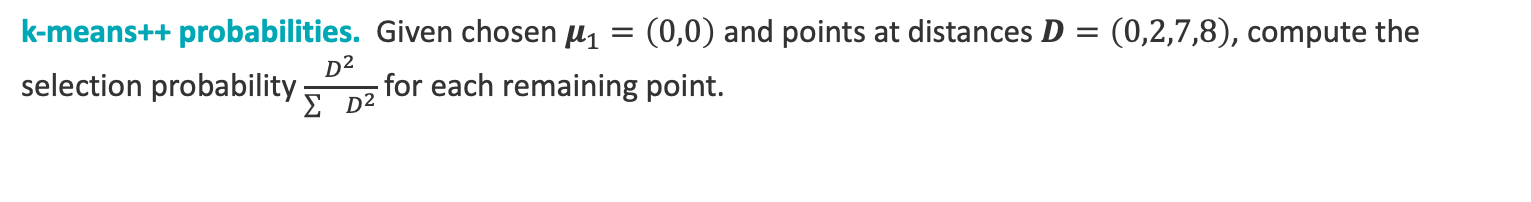 k-means++ probabilities. Given chosen μ₁ = (0,0) and points at distances D = (0,2,7,8), compute the
selection probability D²/∑ D² for each remaining point.